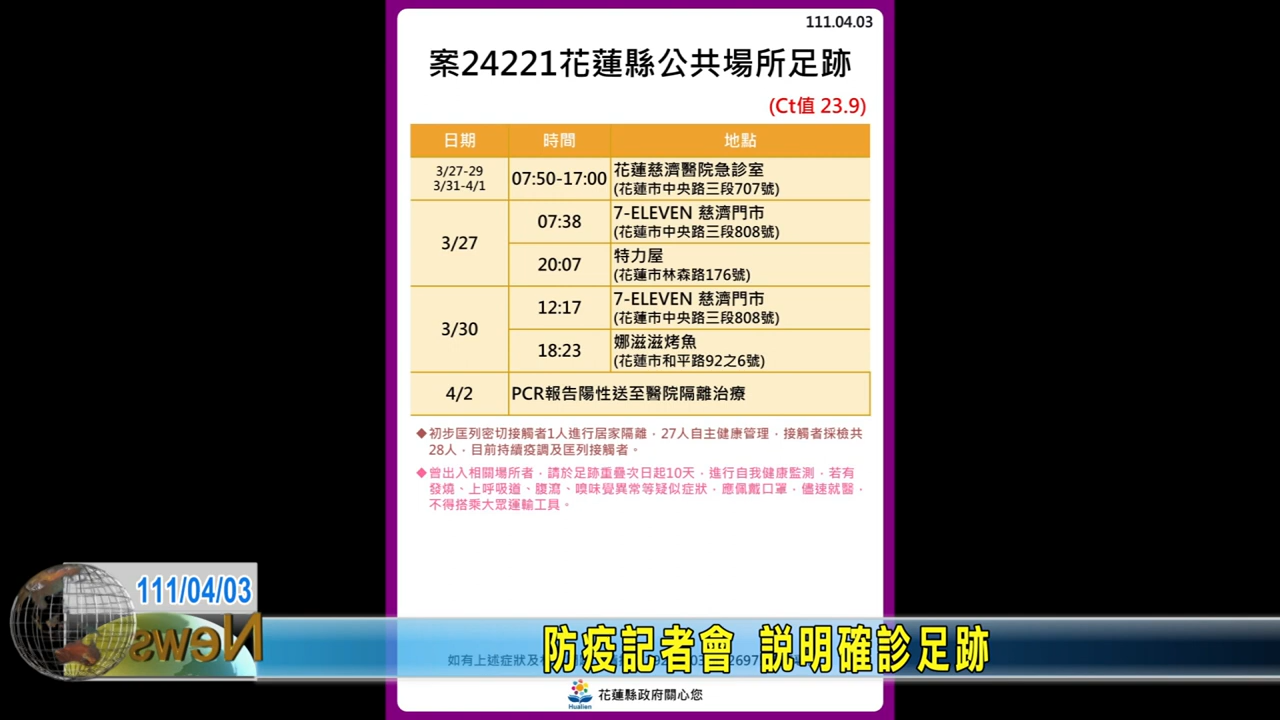 111.04.03
案24221花蓮縣公共場所足跡
(Ct值 23.9)
日期 時間 地點
3/27-29
3/31-4/1
07:50-17:00
花蓮慈濟醫院急診室
(花蓮市中央路三段707號)
3/27
07:38
7-ELEVEN 慈濟門市
(花蓮市中央路三段808號)
20:07
特力屋
(花蓮市林森路176號)
3/30
12:17
7-ELEVEN 慈濟門市
(花蓮市中央路三段808號)
18:23
娜滋滋烤魚
(花蓮市和平路92之6號)
4/2
PCR報告陽性送至醫院隔離治療
◆初步匡列密切接觸者1人進行居家隔離，27人自主健康管理，接觸者採檢共
28人，目前持續疫調及匡列接觸者。
◆曾出入相關場所者，請於足跡重疊次日起10天，進行自我健康監測，若有
發燒、上呼吸道、腹瀉、嗅味覺異常等疑似症狀，應佩戴口罩，儘速就醫，
不得搭乘大眾運輸工具。
111/04/03
News
防疫記者會 說明確診足跡
如有上述症狀及
Hualien
花蓮縣政府關心您